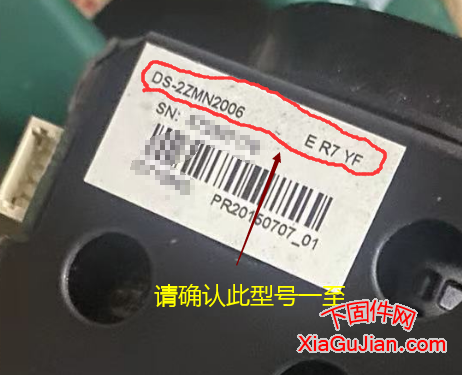 DS-2ZMN2006 E R7 YF
SN:
PR20150707_01
请确认此型号一至
下固件网
XiaGuJian.com